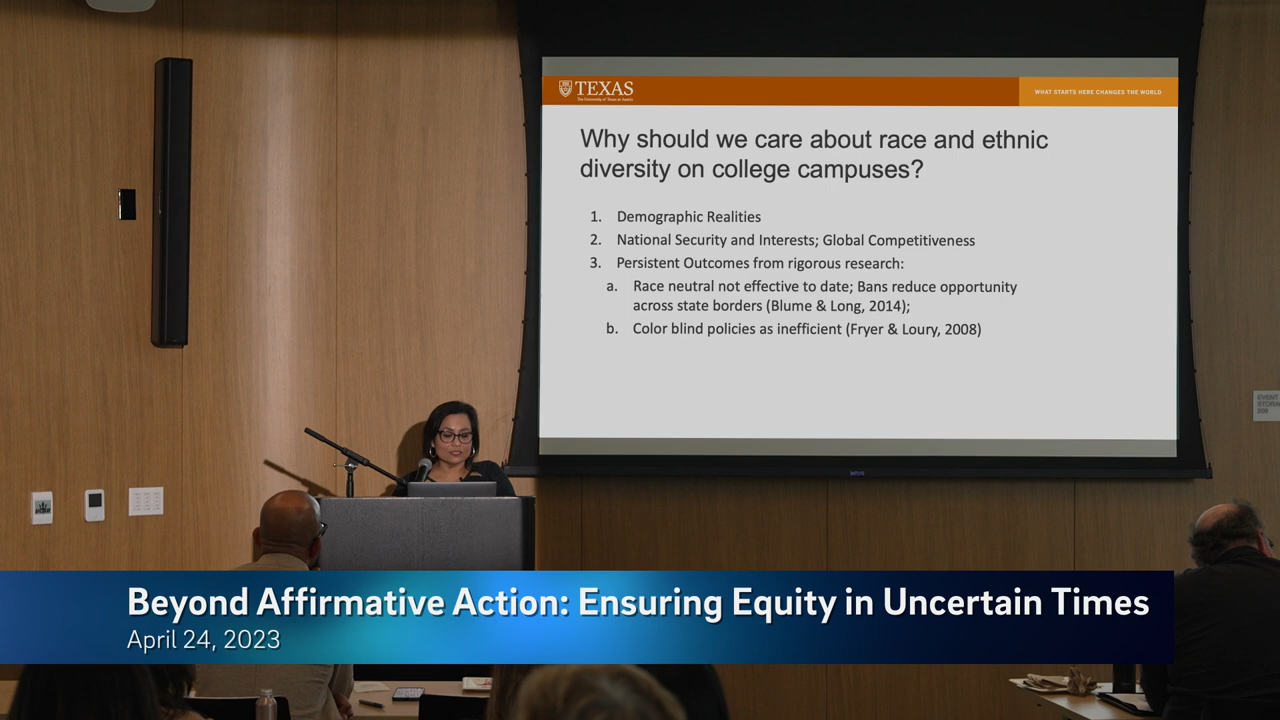 TEXAS
The University of Texas at Austin
WHAT STARTS HERE CHANGES THE WORLD
Why should we care about race and ethnic
diversity on college campuses?
1. Demographic Realities
2. National Security and Interests; Global Competitiveness
3. Persistent Outcomes from rigorous research:
a. Race neutral not effective to date; Bans reduce opportunity
across state borders (Blume & Long, 2014);
b. Color blind policies as inefficient (Fryer & Loury, 2008)
EVENT
Beyond Affirmative Action: Ensuring Equity in Uncertain Times
April 24, 2023